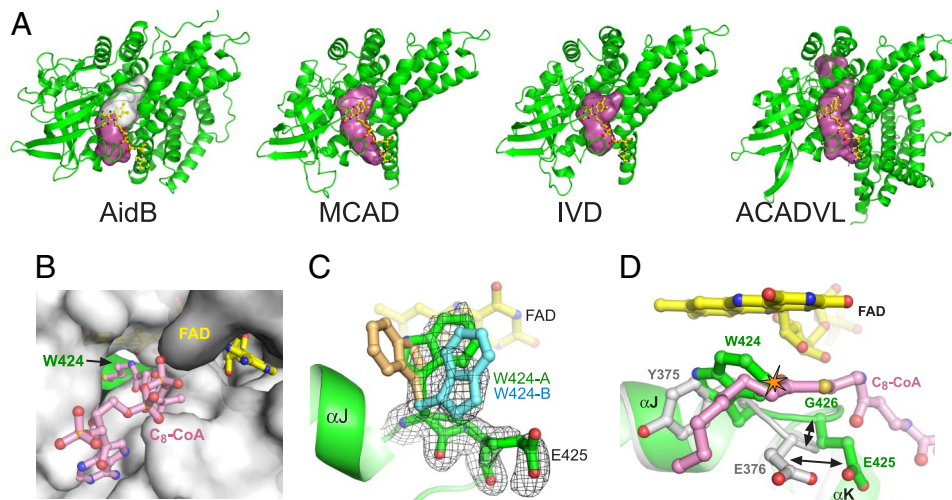 A
AidB MCAD IVD ACADVL
B
FAD
W424
C₈-CoA
C
FAD
W424-A
W424-B
αJ
E425
D
FAD
W424
Y375
C₈-CoA
αJ
G426
E376
E425
αK